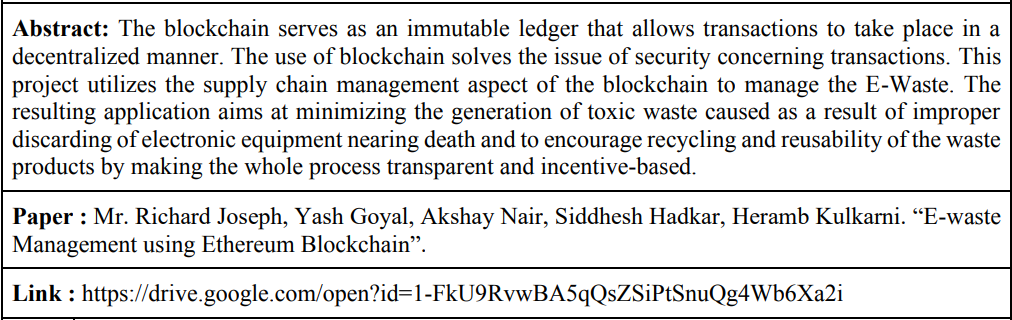 Abstract: The blockchain serves as an immutable ledger that allows transactions to take place in a
decentralized manner. The use of blockchain solves the issue of security concerning transactions. This
project utilizes the supply chain management aspect of the blockchain to manage the E-Waste. The
resulting application aims at minimizing the generation of toxic waste caused as a result of improper
discarding of electronic equipment nearing death and to encourage recycling and reusability of the waste
products by making the whole process transparent and incentive-based.
Paper : Mr. Richard Joseph, Yash Goyal, Akshay Nair, Siddhesh Hadkar, Heramb Kulkarni. “E-waste
Management using Ethereum Blockchain”.
Link : https://drive.google.com/open?id=1-FkU9RvwBA5qQsZSiPtSnuQg4Wb6Xa2i